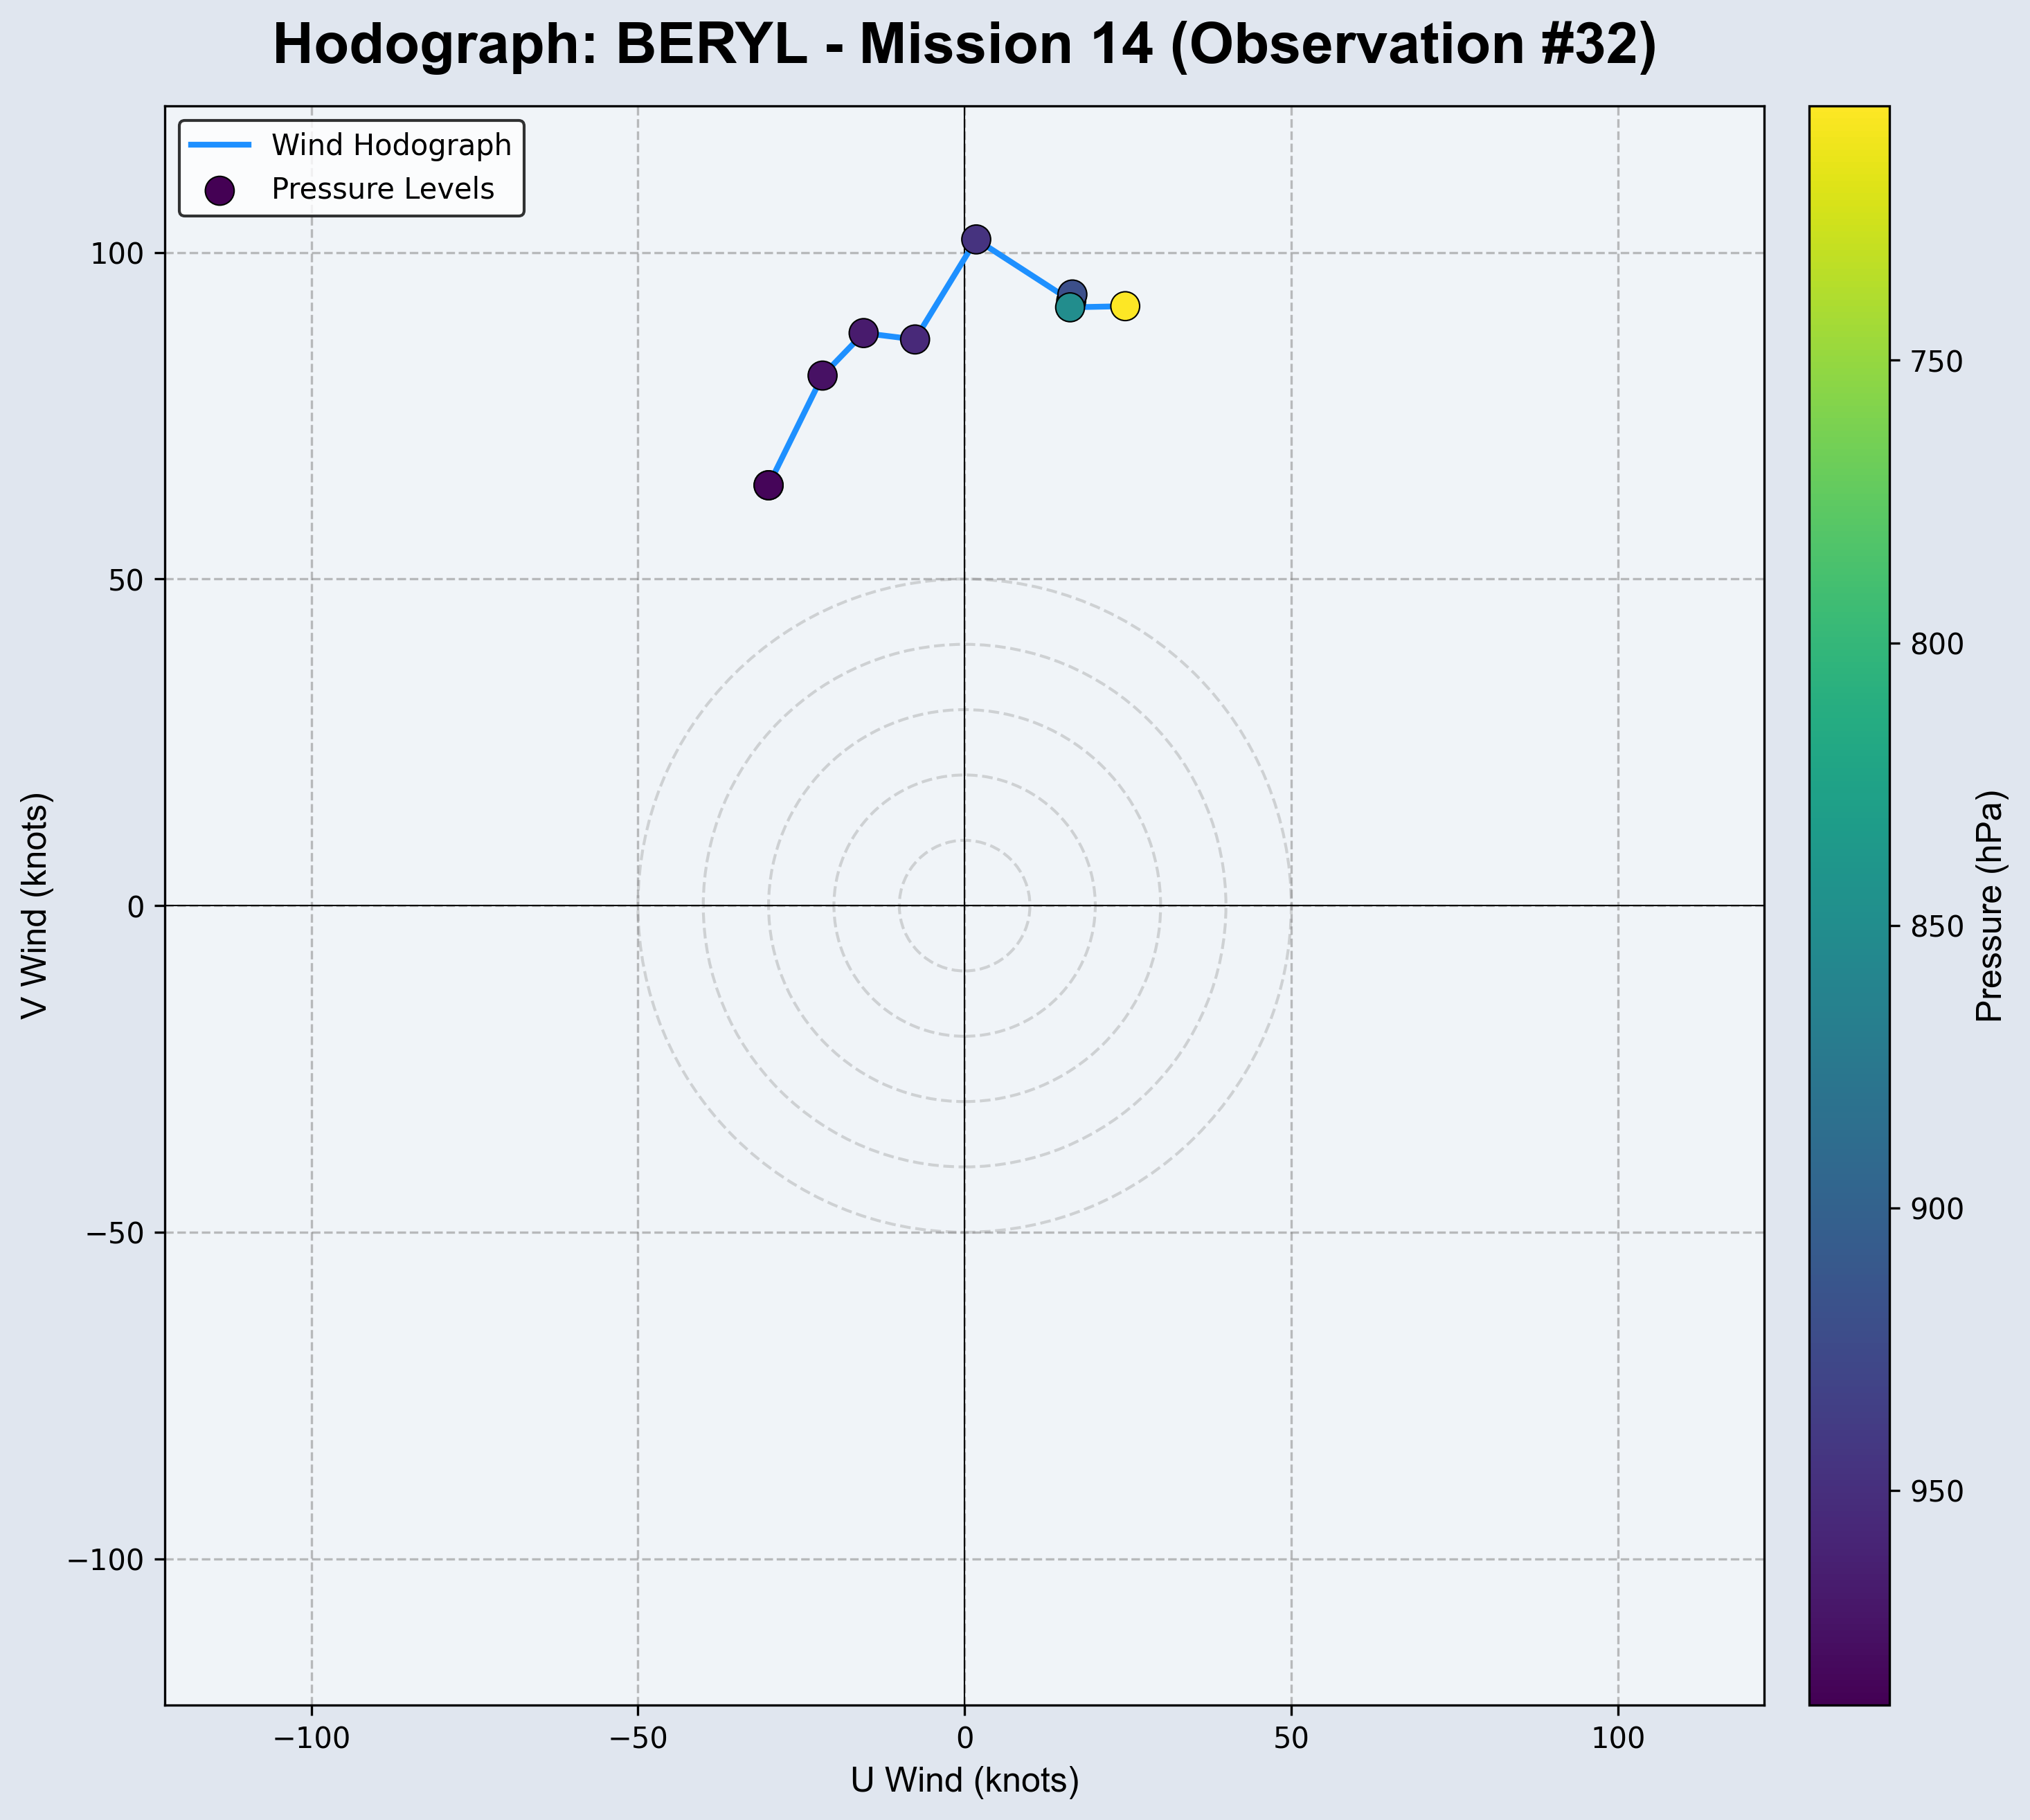 Hodograph: BERYL - Mission 14 (Observation #32)
Wind Hodograph
Pressure Levels
100
50
0
−50
−100
V Wind (knots)
−100
−50
0
50
100
U Wind (knots)
750
800
850
900
950
Pressure (hPa)